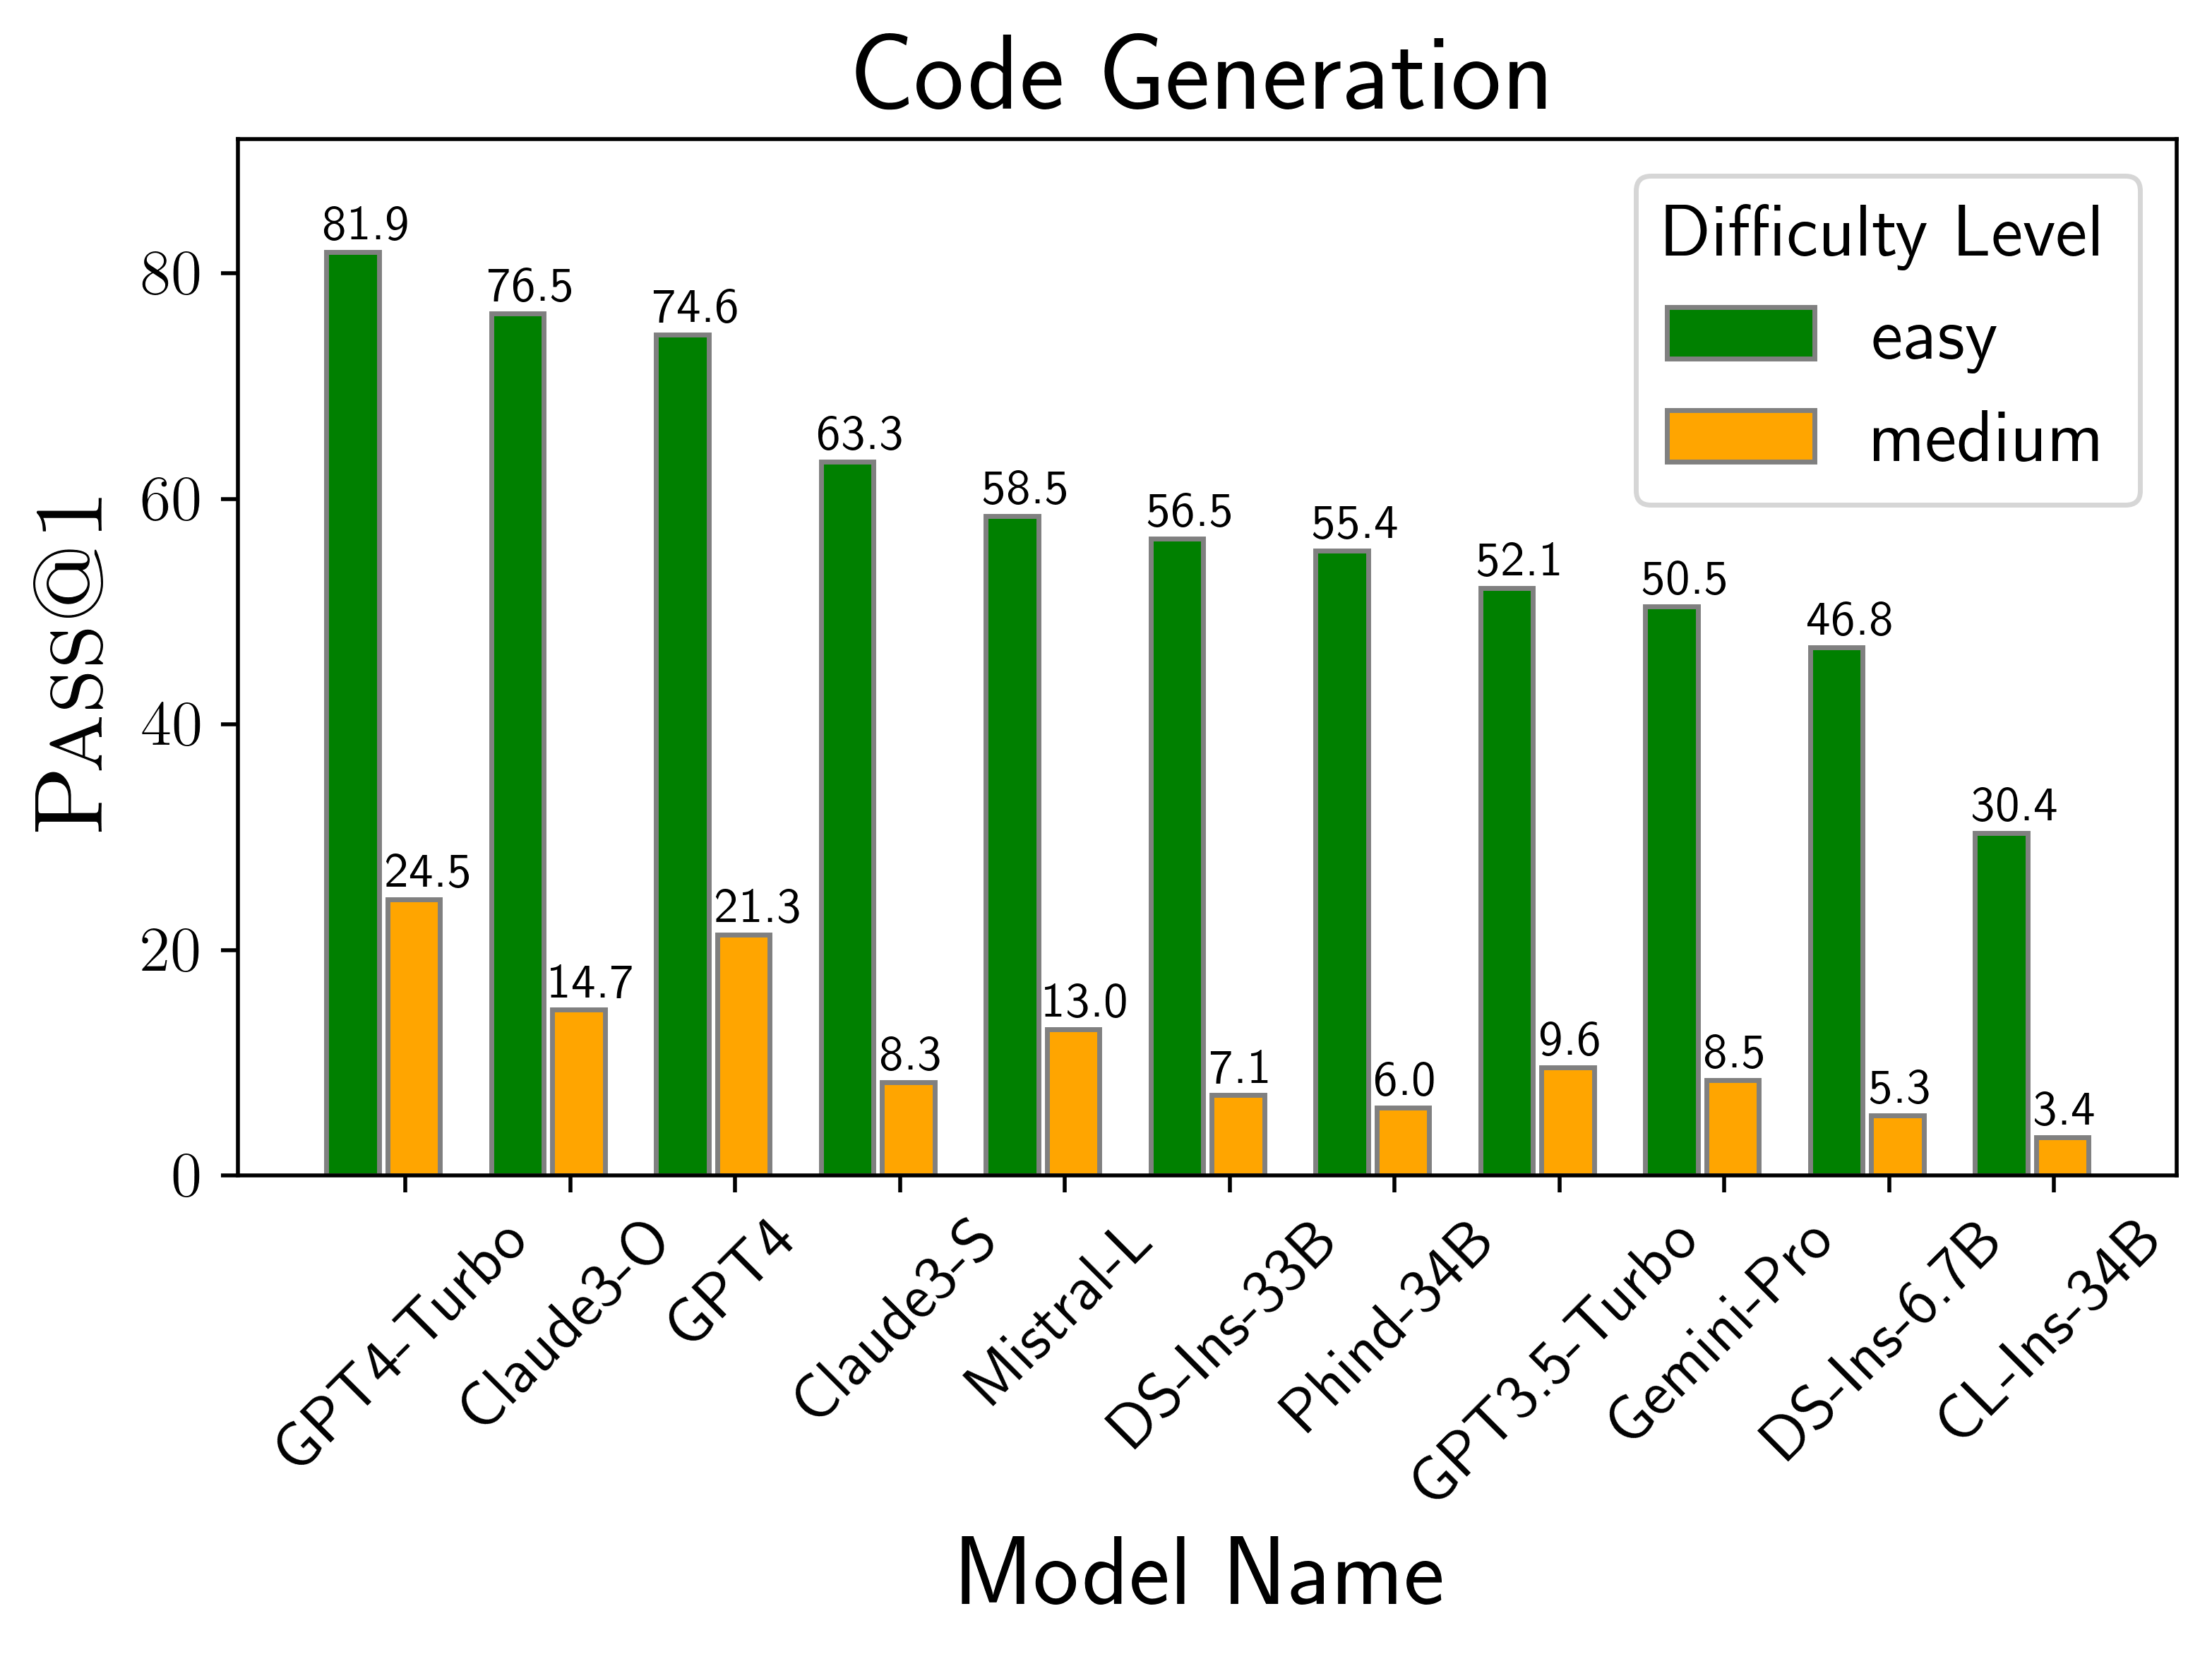 Code Generation
Difficulty Level
easy
medium
Pass@1
80
60
40
20
0
81.9
24.5
76.5
14.7
74.6
21.3
63.3
8.3
58.5
13.0
56.5
7.1
55.4
6.0
52.1
9.6
50.5
8.5
46.8
5.3
30.4
3.4
GPT4-Turbo
Claude3-O
GPT4
Claude3-S
Mistral-L
DS-Ins-33B
Phind-34B
GPT3.5-Turbo
Gemini-Pro
DS-Ins-6.7B
CL-Ins-34B
Model Name